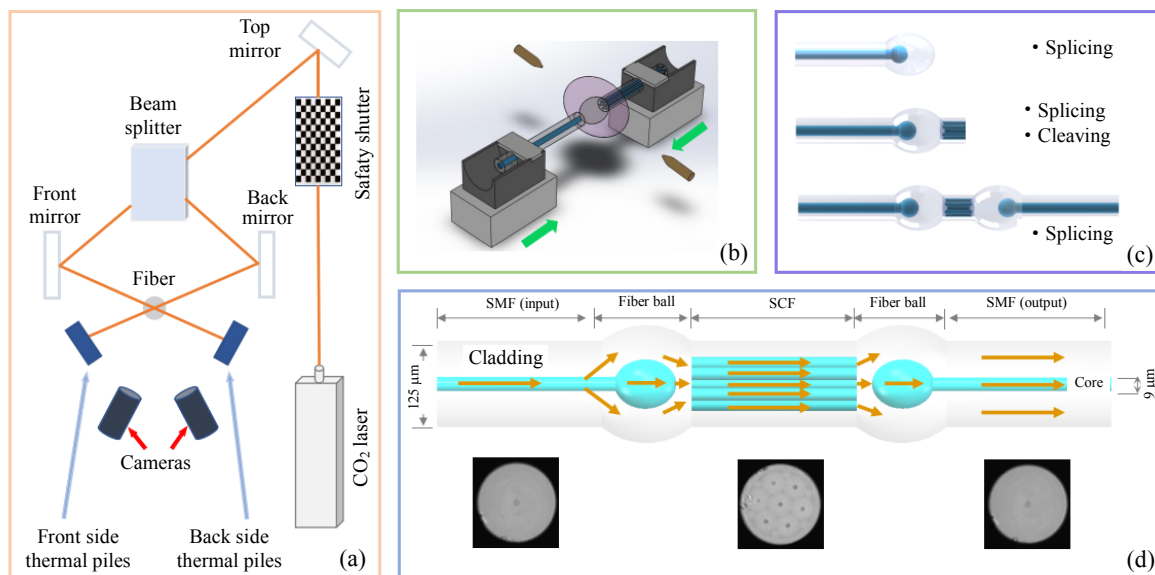 Top
mirror
Beam
splitter
Safaty shutter
Front
mirror
Back
mirror
Fiber
CO₂ laser
Cameras
Front side
thermal piles
Back side
thermal piles
(a)
(b)
• Splicing
• Splicing
• Cleaving
• Splicing
(c)
SMF (input)
Fiber ball
SCF
Fiber ball
SMF (output)
Cladding
125 μm
Core
9 μm
(d)